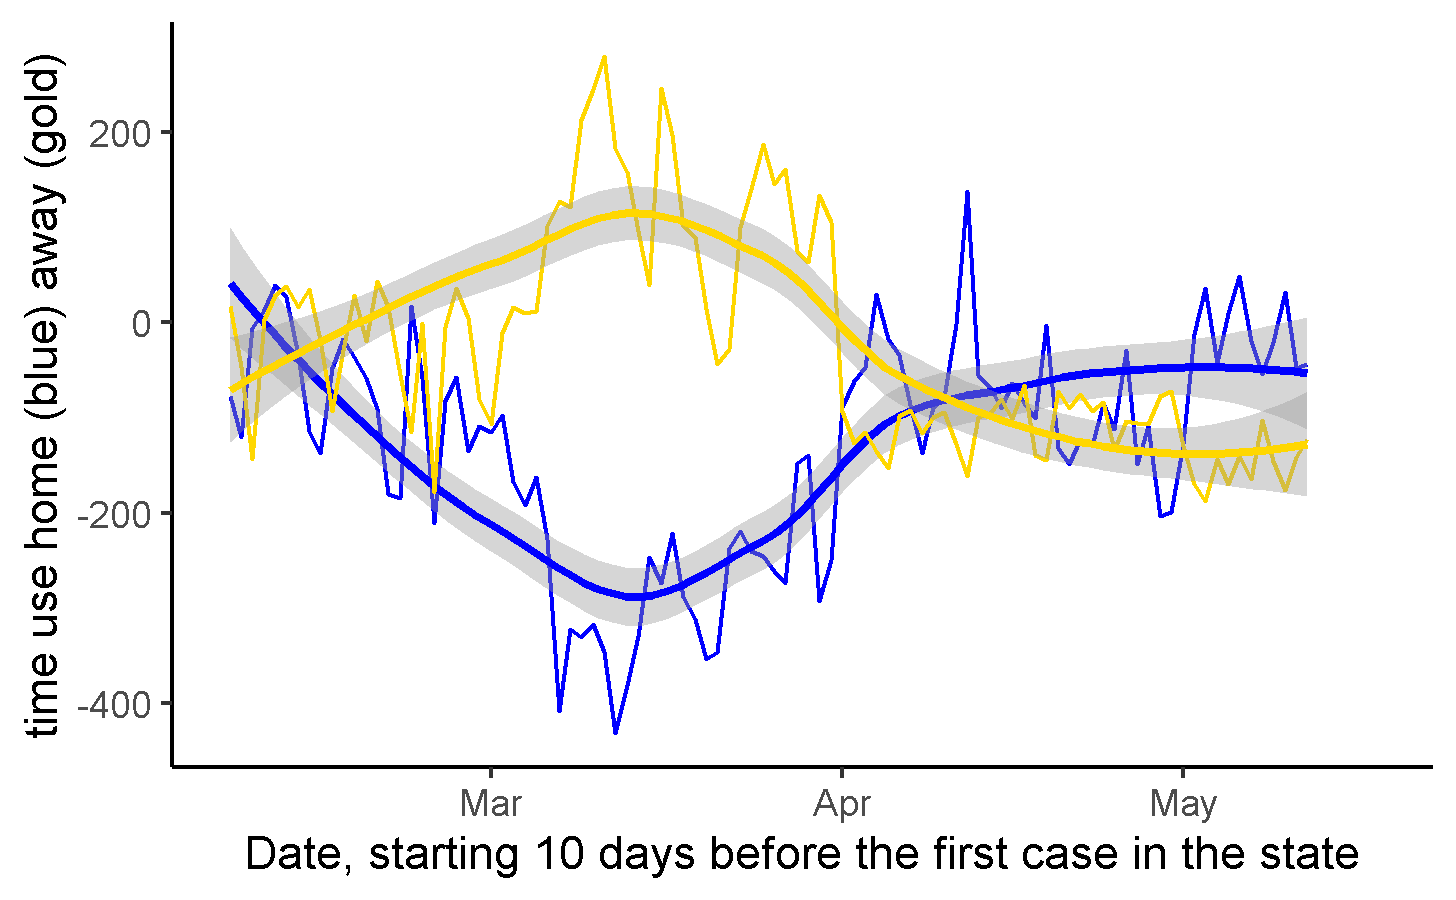 time use home (blue) away (gold)
200
0
-200
-400
Mar
Apr
May
Date, starting 10 days before the first case in the state